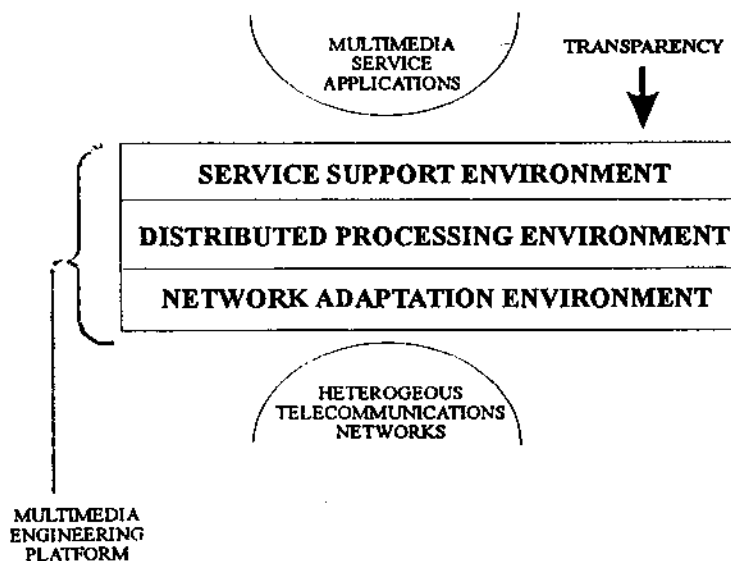 MULTIMEDIA
SERVICE
APPLICATIONS
TRANSPARENCY
SERVICE SUPPORT ENVIRONMENT
DISTRIBUTED PROCESSING ENVIRONMENT
NETWORK ADAPTATION ENVIRONMENT
HETEROGEOUS
TELECOMMUNICATIONS
NETWORKS
MULTIMEDIA
ENGINEERING
PLATFORM